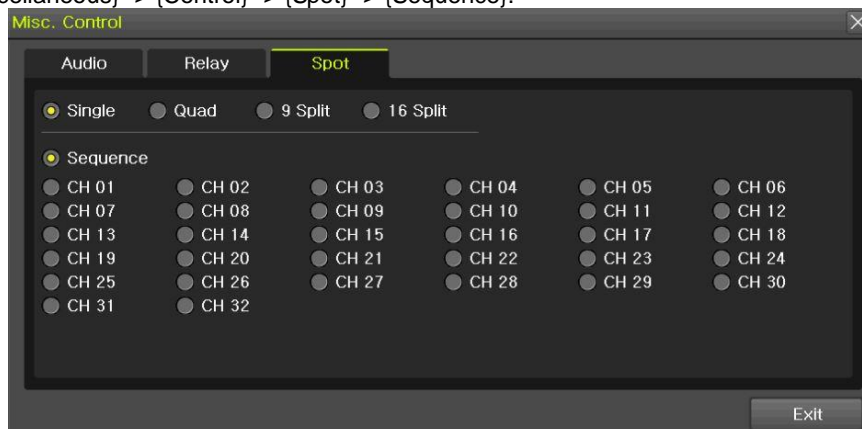 {Control} -> {Spot} -> {Sequence}.
Misc. Control
Audio Relay Spot
Single Quad 9 Split 16 Split
Sequence
CH 01 CH 02 CH 03 CH 04 CH 05 CH 06
CH 07 CH 08 CH 09 CH 10 CH 11 CH 12
CH 13 CH 14 CH 15 CH 16 CH 17 CH 18
CH 19 CH 20 CH 21 CH 22 CH 23 CH 24
CH 25 CH 26 CH 27 CH 28 CH 29 CH 30
CH 31 CH 32
Exit